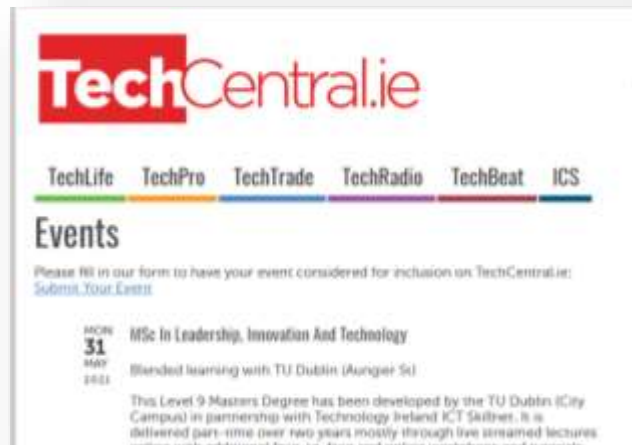 TechCentral.ie
TechLife TechPro TechTrade TechRadio TechBeat ICS
Events
Please fill in our form to have your event considered for inclusion on TechCentral.ie:
Submit Your Event
MON
31
MAY
2021
MSc In Leadership, Innovation And Technology
Blended learning with TU Dublin (Aungier St)
This Level 9 Masters Degree has been developed by the TU Dublin (City
Campus) in partnership with Technology Ireland ICT Skillnet. It is
delivered part-time over two years mostly through live streamed lectures